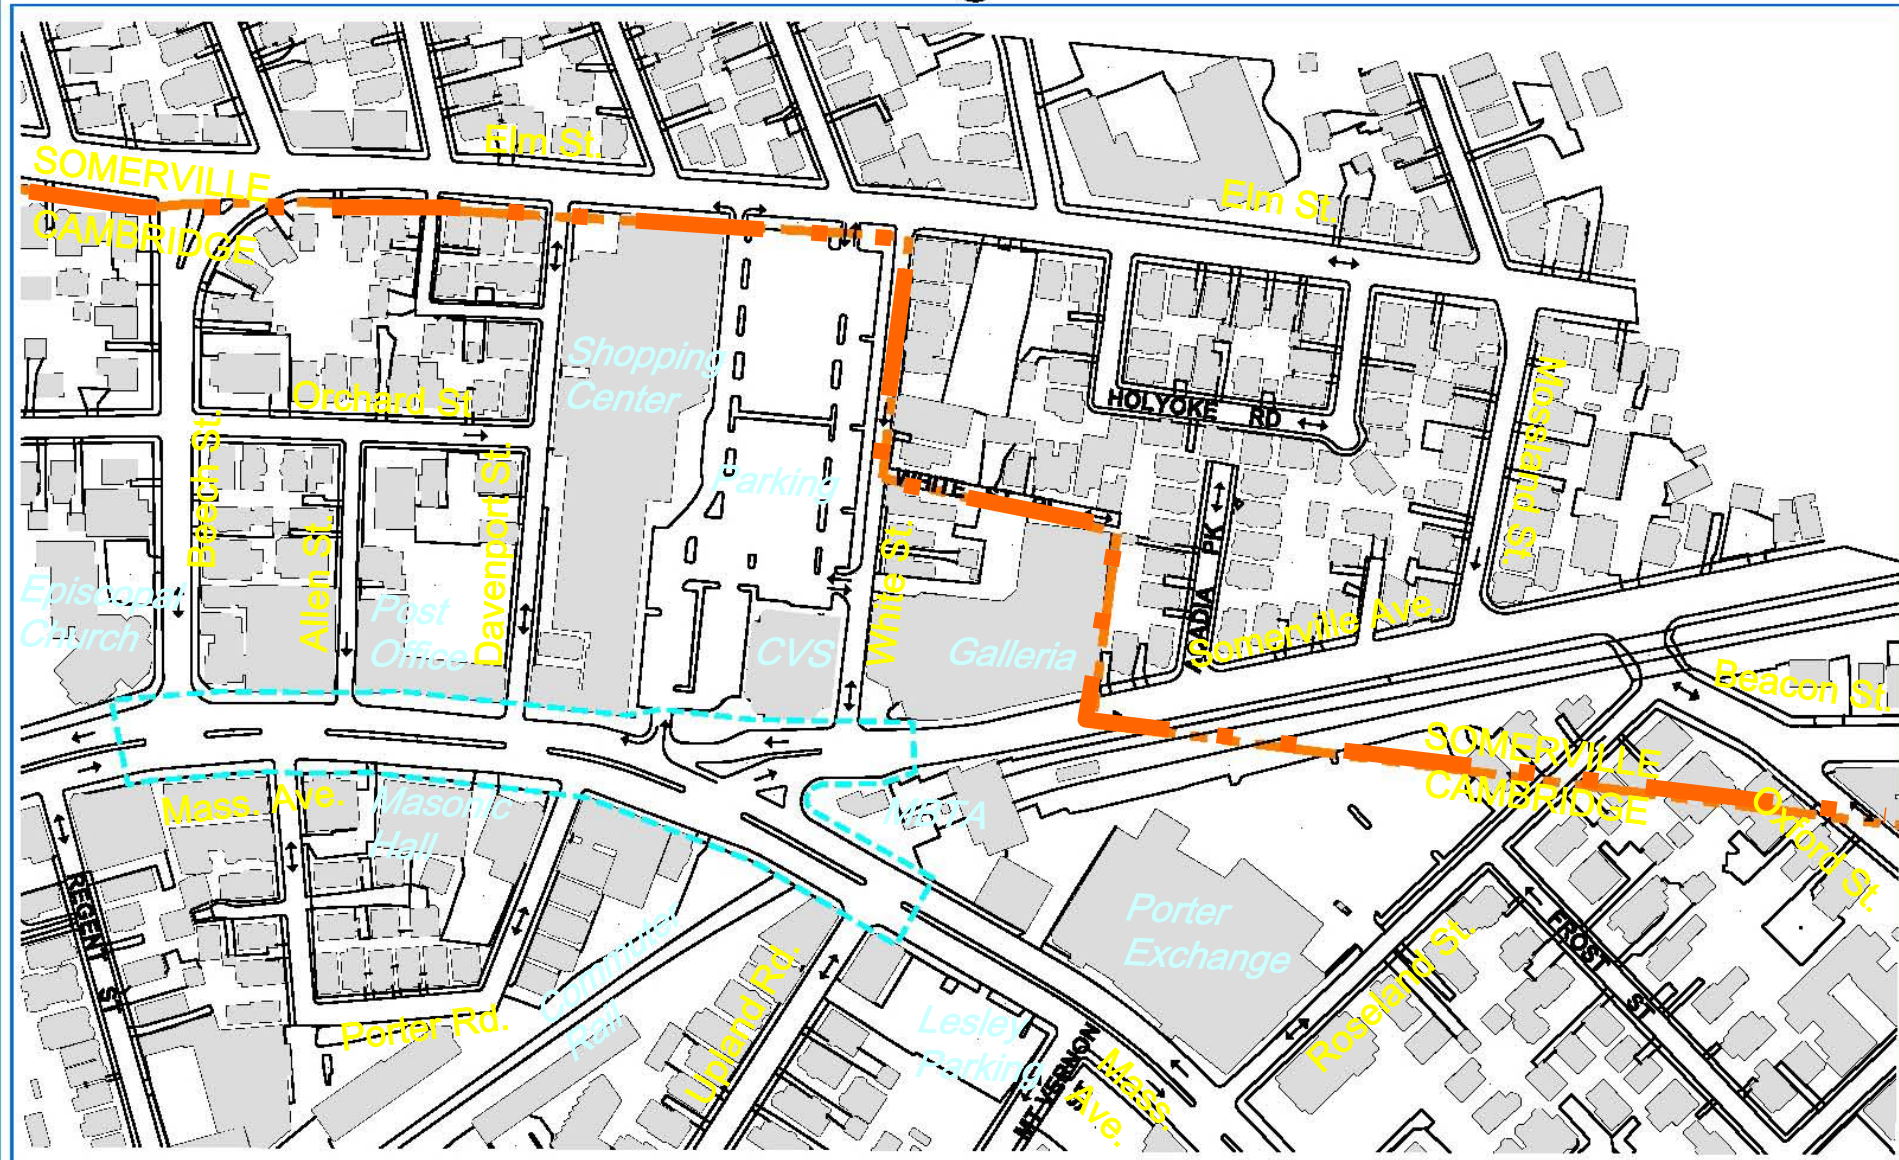 Elm St.
SOMERVILLE
CAMBRIDGE
Elm St.
Shopping
Center
Orchard St.
HOLYOKE RD
Mossland St.
Beech St.
Parking
WHITE ST
Davenport St.
Allen St.
White St.
Episcopal
Church
Post
Office
CVS
Galleria
Somerville Ave.
Beacon St.
SOMERVILLE
CAMBRIDGE
Oxford St.
Mass. Ave.
Masonic
Hall
MBTA
REGENT ST
Porter
Exchange
FROST ST
Roseland St.
Commuter
Rail
Upland Rd.
Porter Rd.
Lesley
Parking
MT VERNON
Mass.
Ave.